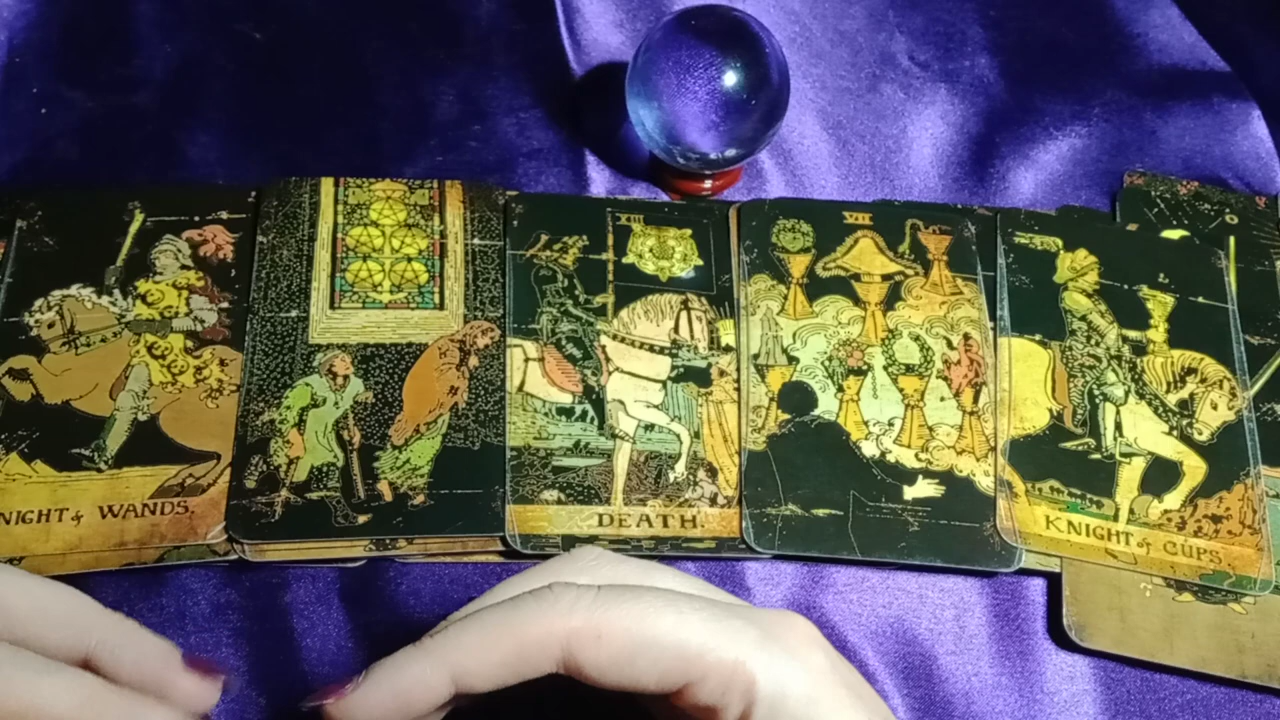 XIII
VII
NIGHT of WANDS.
DEATH.
KNIGHT of CUPS.